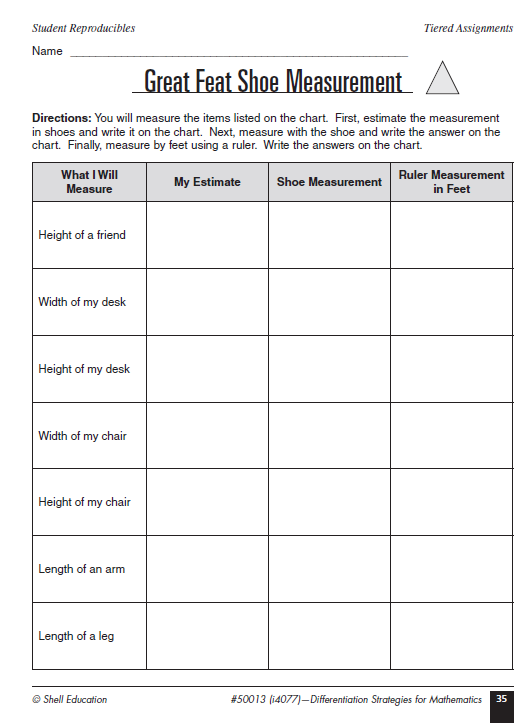 Student Reproducibles Tiered Assignments
Name
Great Feat Shoe Measurement
Directions: You will measure the items listed on the chart. First, estimate the measurement
in shoes and write it on the chart. Next, measure with the shoe and write the answer on the
chart. Finally, measure by feet using a ruler. Write the answers on the chart.
What I Will
Measure
My Estimate
Shoe Measurement
Ruler Measurement
in Feet
Height of a friend
Width of my desk
Height of my desk
Width of my chair
Height of my chair
Length of an arm
Length of a leg
© Shell Education #50013 (i4077)—Differentiation Strategies for Mathematics 35